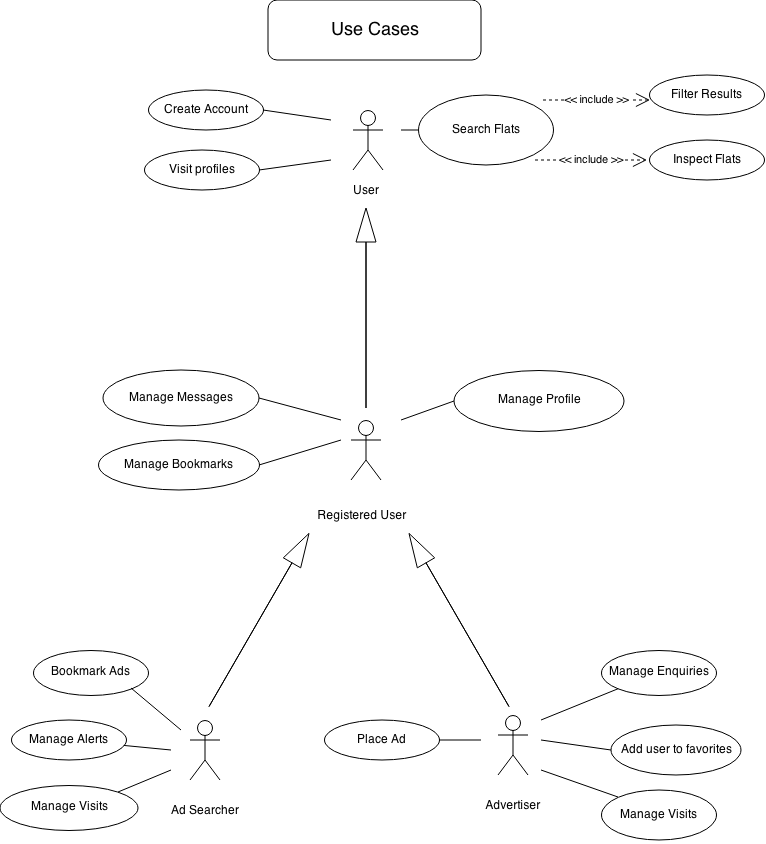 Use Cases
Create Account
Search Flats
<< include >>
Filter Results
Visit profiles
<< include >>
Inspect Flats
User
Manage Messages
Manage Profile
Manage Bookmarks
Registered User
Bookmark Ads
Manage Enquiries
Manage Alerts
Place Ad
Add user to favorites
Manage Visits
Ad Searcher
Advertiser
Manage Visits